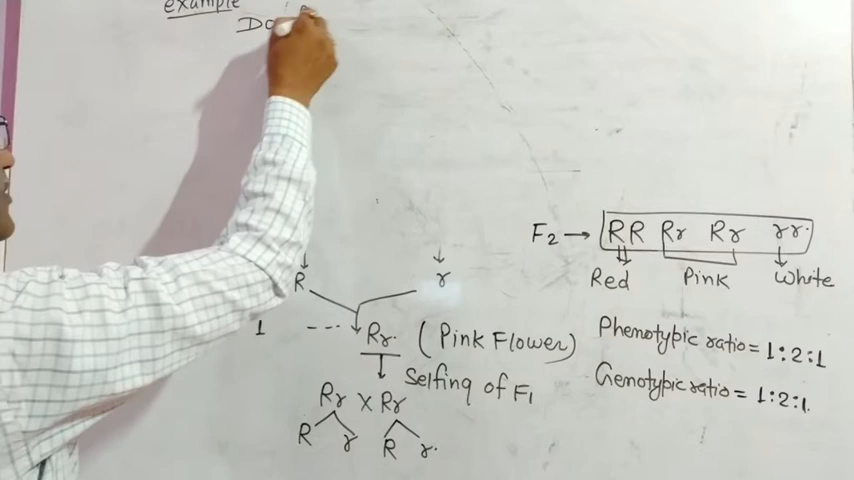 example
Do
R r
1 --- Rr. (Pink Flower)
Selfing of F1
Rr x Rr
R r R r.
F2 → RR Rr Rr rr.
Red Pink White
Phenotypic ratio = 1:2:1
Genotypic ratio = 1:2:1.